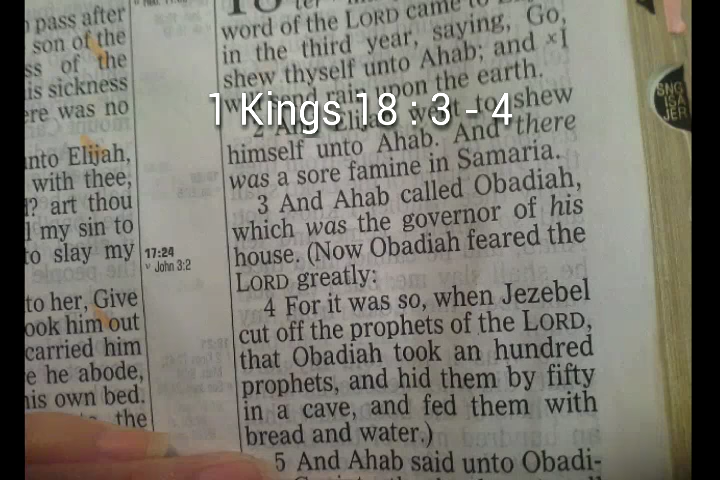 pass after
son of the
ss of the
is sickness
ere was no
nto Elijah,
with thee,
? art thou
my sin to
to slay my
to her, Give
ook him out
carried him
e he abode,
is own bed.
the
17:24
v John 3:2
word of the LORD came to
in the third year, saying, Go,
shew thyself unto Ahab; and ×I
send rain upon the earth.
1 Kings 18 : 3 - 4
2 And Elijah went to shew
himself unto Ahab. And there
was a sore famine in Samaria.
3 And Ahab called Obadiah,
which was the governor of his
house. (Now Obadiah feared the
LORD greatly:
4 For it was so, when Jezebel
cut off the prophets of the LORD,
that Obadiah took an hundred
prophets, and hid them by fifty
in a cave, and fed them with
bread and water.)
5 And Ahab said unto Obadi-
SNG
ISA
JER